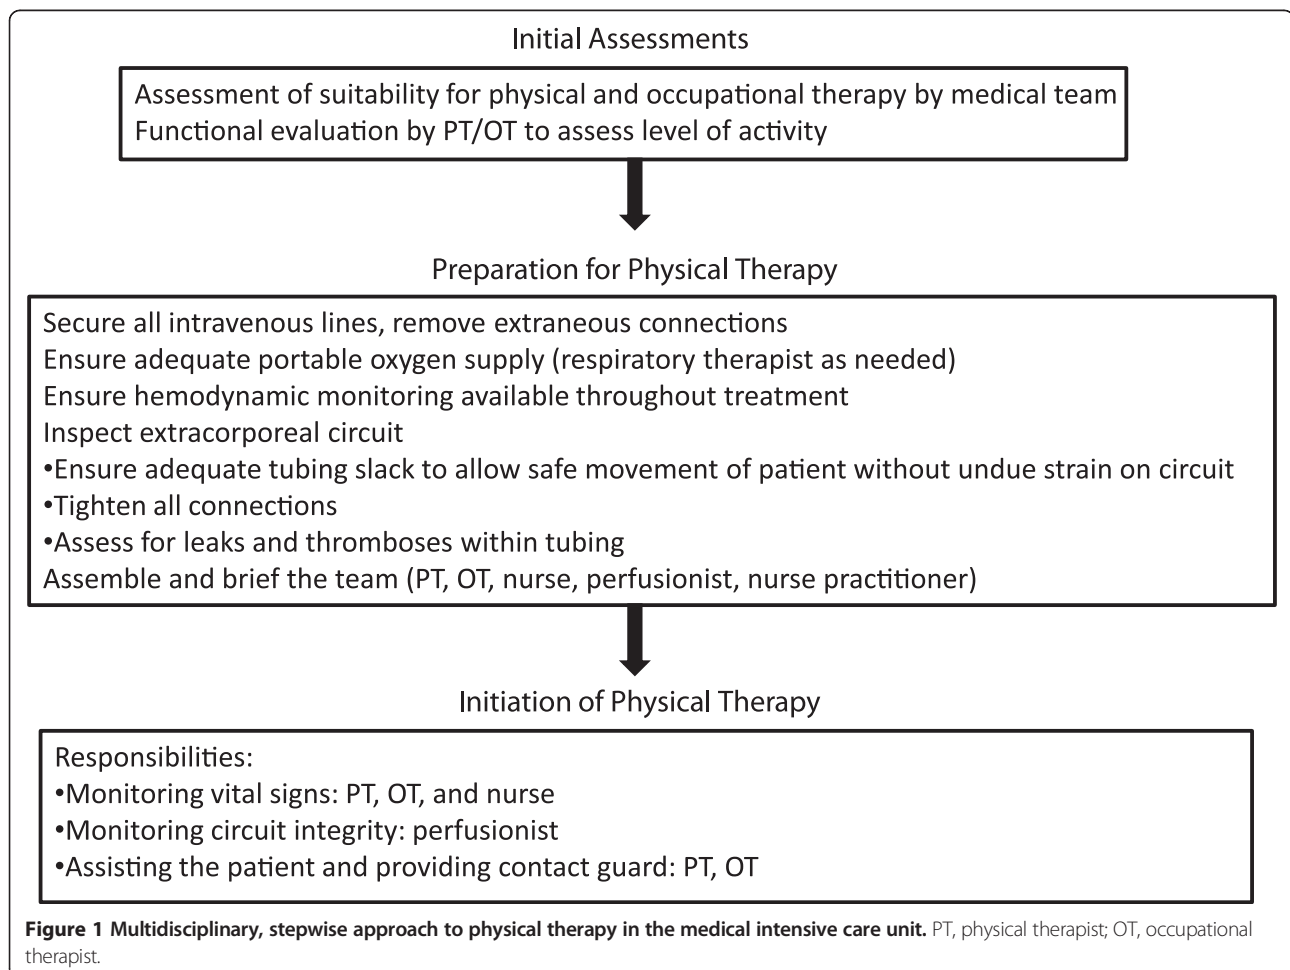 Initial Assessments
Assessment of suitability for physical and occupational therapy by medical team
Functional evaluation by PT/OT to assess level of activity
Preparation for Physical Therapy
Secure all intravenous lines, remove extraneous connections
Ensure adequate portable oxygen supply (respiratory therapist as needed)
Ensure hemodynamic monitoring available throughout treatment
Inspect extracorporeal circuit
•Ensure adequate tubing slack to allow safe movement of patient without undue strain on circuit
•Tighten all connections
•Assess for leaks and thromboses within tubing
Assemble and brief the team (PT, OT, nurse, perfusionist, nurse practitioner)
Initiation of Physical Therapy
Responsibilities:
•Monitoring vital signs: PT, OT, and nurse
•Monitoring circuit integrity: perfusionist
•Assisting the patient and providing contact guard: PT, OT
Figure 1 Multidisciplinary, stepwise approach to physical therapy in the medical intensive care unit. PT, physical therapist; OT, occupational
therapist.